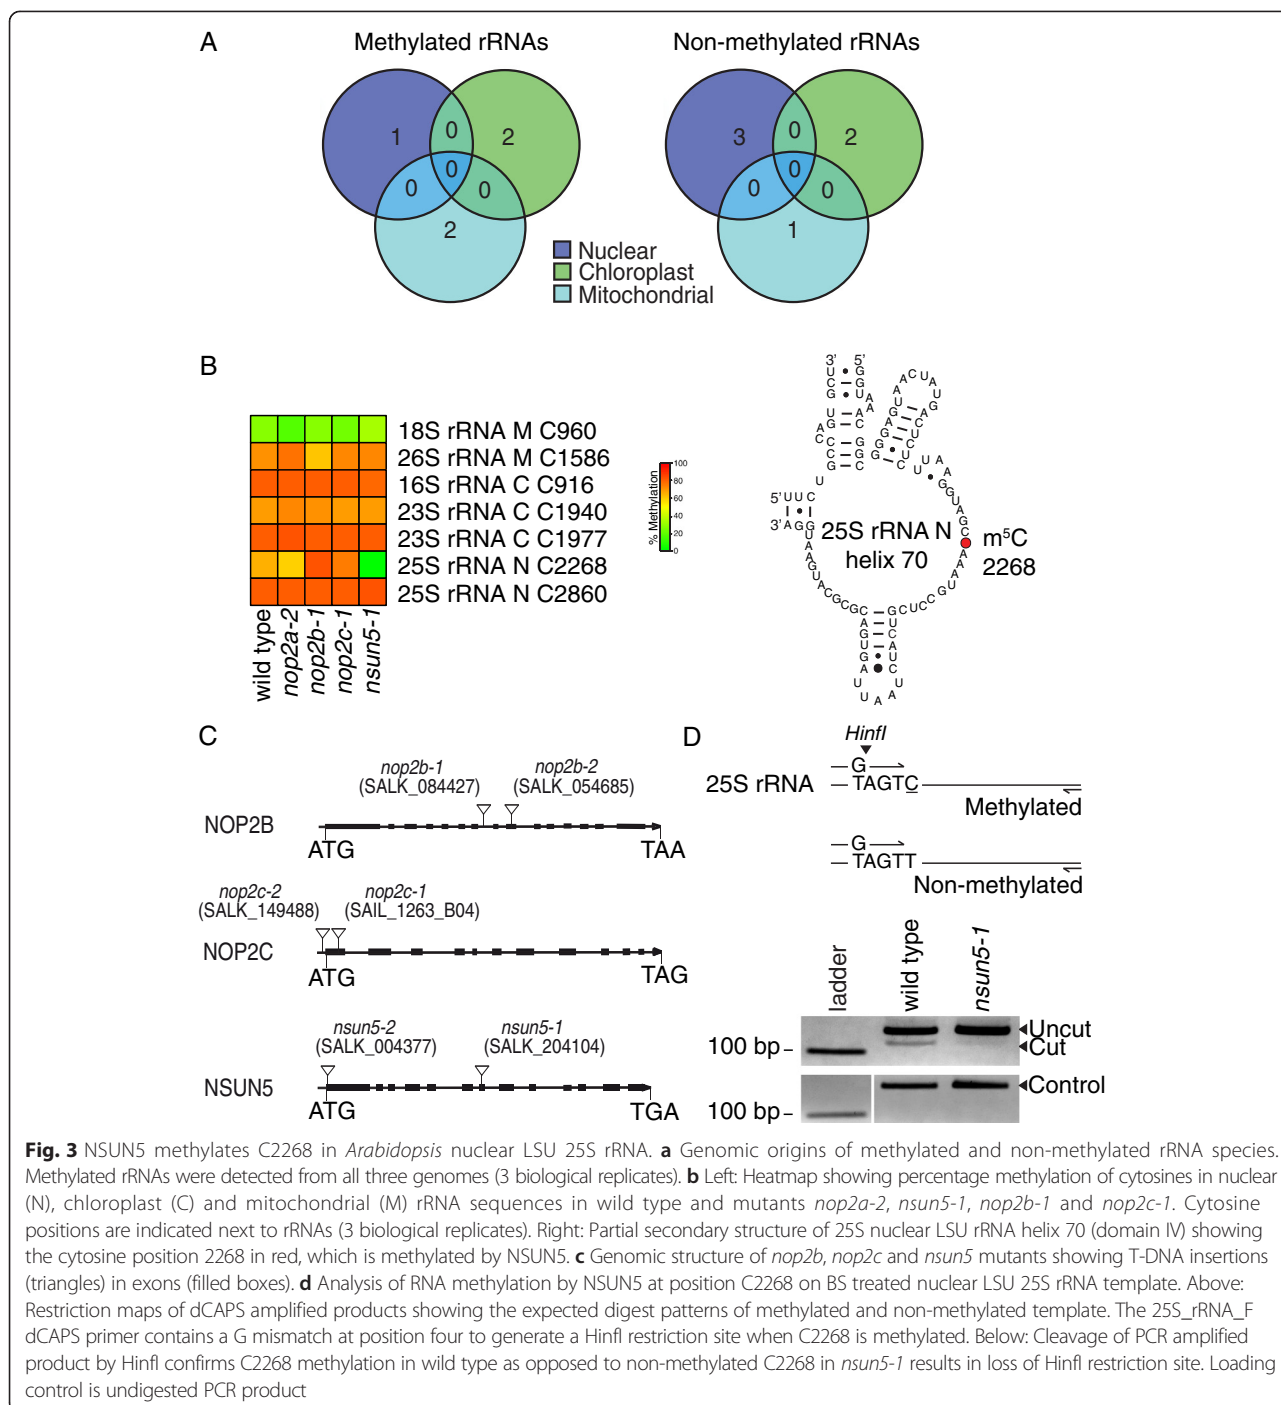 A
Methylated rRNAs
Non-methylated rRNAs
1
0
2
0
0
0
2
3
0
2
0
0
0
1
Nuclear
Chloroplast
Mitochondrial
B
18S rRNA M C960
26S rRNA M C1586
16S rRNA C C916
23S rRNA C C1940
23S rRNA C C1977
25S rRNA N C2268
25S rRNA N C2860
wild type
nop2a-2
nop2b-1
nop2c-1
nsun5-1
% Methylation
100
80
60
40
20
0
3' 5'
5'
3'
25S rRNA N
helix 70
m⁵C
2268
C
nop2b-1
(SALK_084427)
nop2b-2
(SALK_054685)
NOP2B
ATG
TAA
nop2c-2
(SALK_149488)
nop2c-1
(SAIL_1263_B04)
NOP2C
ATG
TAG
nsun5-2
(SALK_004377)
nsun5-1
(SALK_204104)
NSUN5
ATG
TGA
D
HinfI
G
25S rRNA
TAGTC
Methylated
G
TAGTT
Non-methylated
ladder
wild type
nsun5-1
Uncut
100 bp
Cut
Control
100 bp
Fig. 3 NSUN5 methylates C2268 in Arabidopsis nuclear LSU 25S rRNA. a Genomic origins of methylated and non-methylated rRNA species.
Methylated rRNAs were detected from all three genomes (3 biological replicates). b Left: Heatmap showing percentage methylation of cytosines in nuclear
(N), chloroplast (C) and mitochondrial (M) rRNA sequences in wild type and mutants nop2a-2, nsun5-1, nop2b-1 and nop2c-1. Cytosine
positions are indicated next to rRNAs (3 biological replicates). Right: Partial secondary structure of 25S nuclear LSU rRNA helix 70 (domain IV) showing
the cytosine position 2268 in red, which is methylated by NSUN5. c Genomic structure of nop2b, nop2c and nsun5 mutants showing T-DNA insertions
(triangles) in exons (filled boxes). d Analysis of RNA methylation by NSUN5 at position C2268 on BS treated nuclear LSU 25S rRNA template. Above:
Restriction maps of dCAPS amplified products showing the expected digest patterns of methylated and non-methylated template. The 25S_rRNA_F
dCAPS primer contains a G mismatch at position four to generate a HinfI restriction site when C2268 is methylated. Below: Cleavage of PCR amplified
product by HinfI confirms C2268 methylation in wild type as opposed to non-methylated C2268 in nsun5-1 results in loss of HinfI restriction site. Loading
control is undigested PCR product